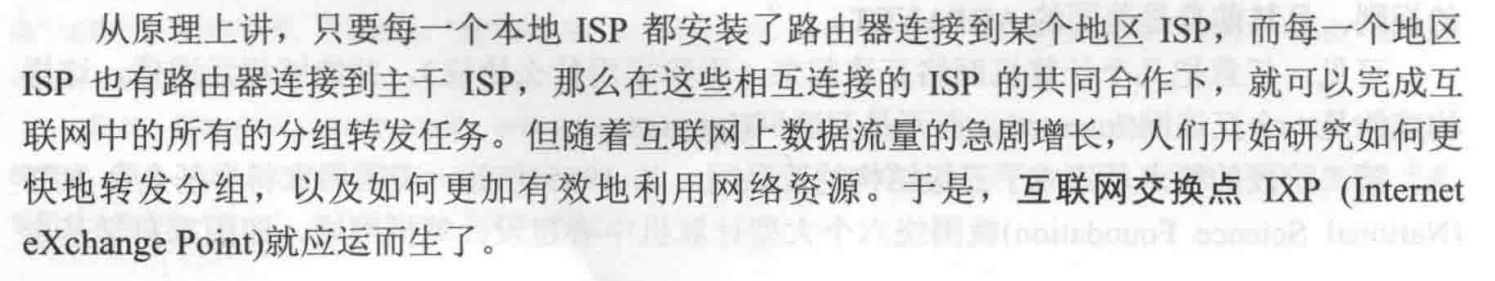 从原理上讲，只要每一个本地 ISP 都安装了路由器连接到某个地区 ISP，而每一个地区
ISP 也有路由器连接到主干 ISP，那么在这些相互连接的 ISP 的共同合作下，就可以完成互
联网中的所有的分组转发任务。但随着互联网上数据流量的急剧增长，人们开始研究如何更
快地转发分组，以及如何更加有效地利用网络资源。于是，互联网交换点 IXP (Internet
eXchange Point)就应运而生了。